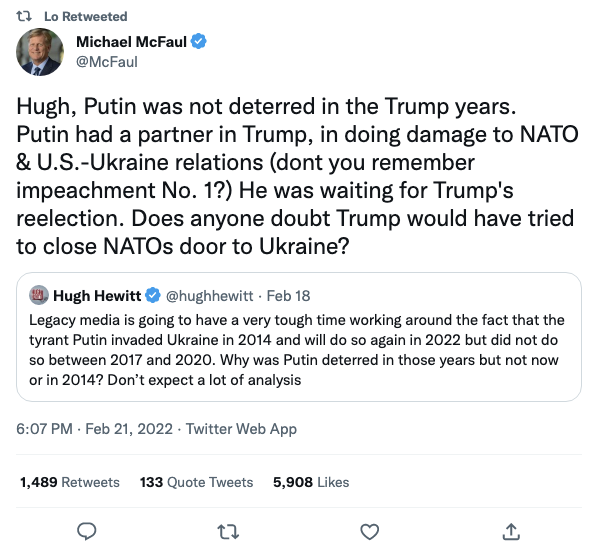 Lo Retweeted
Michael McFaul
@McFaul
Hugh, Putin was not deterred in the Trump years.
Putin had a partner in Trump, in doing damage to NATO
& U.S.-Ukraine relations (dont you remember
impeachment No. 1?) He was waiting for Trump's
reelection. Does anyone doubt Trump would have tried
to close NATOs door to Ukraine?
Hugh Hewitt @hughhewitt · Feb 18
Legacy media is going to have a very tough time working around the fact that the
tyrant Putin invaded Ukraine in 2014 and will do so again in 2022 but did not do
so between 2017 and 2020. Why was Putin deterred in those years but not now
or in 2014? Don’t expect a lot of analysis
6:07 PM · Feb 21, 2022 · Twitter Web App
1,489 Retweets 133 Quote Tweets 5,908 Likes